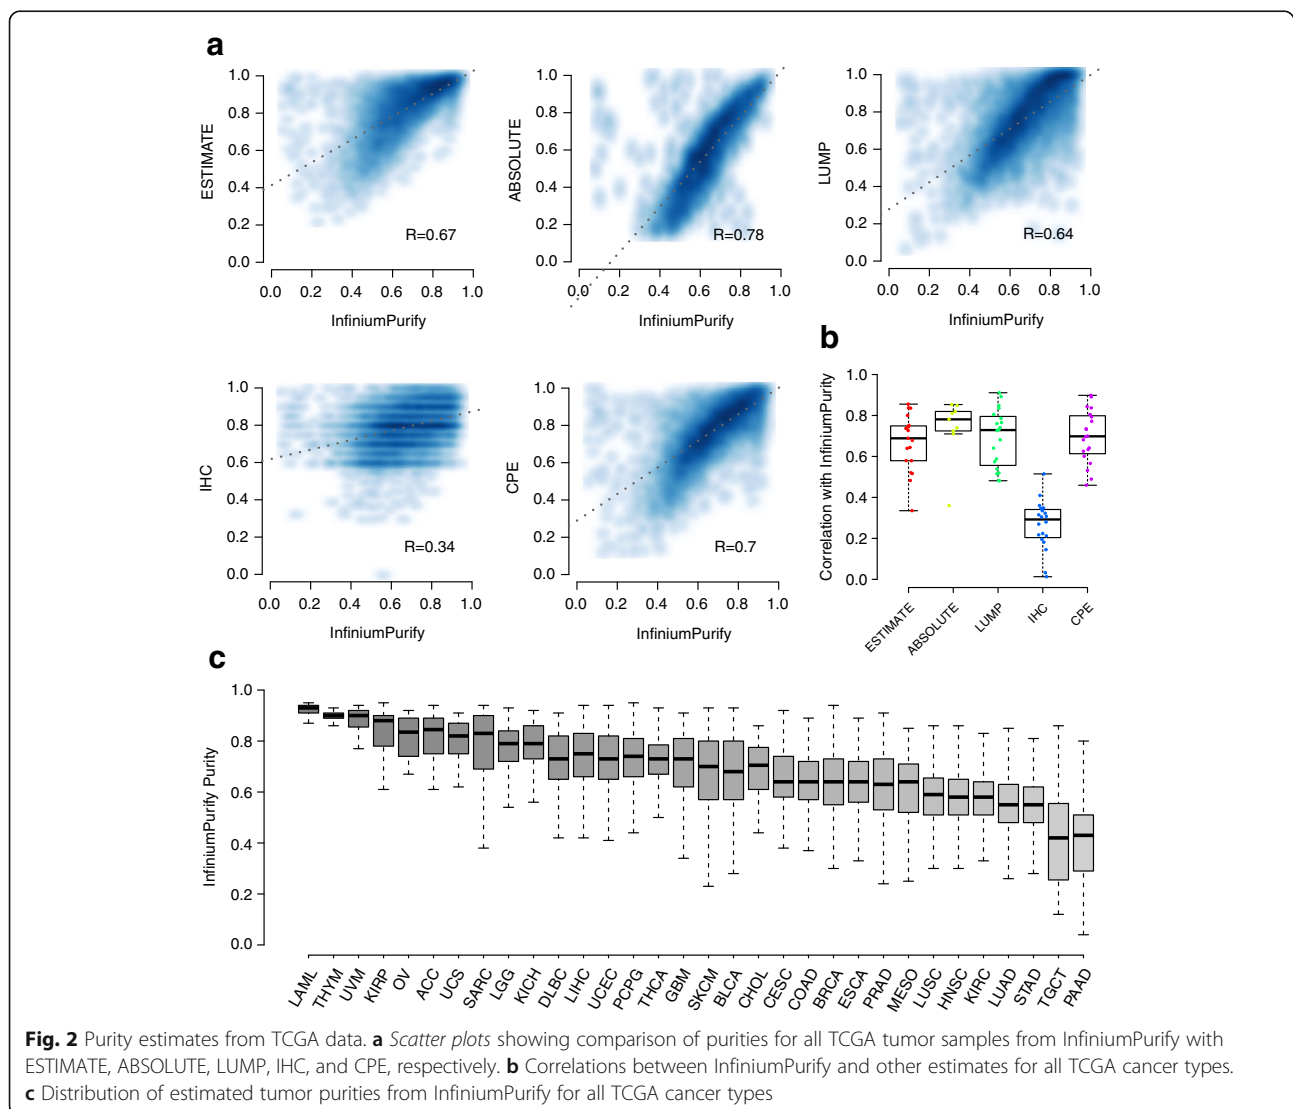 a
ESTIMATE
1.0
0.8
0.6
0.4
0.2
0.0
R=0.67
0.0 0.2 0.4 0.6 0.8 1.0
InfiniumPurify
ABSOLUTE
1.0
0.8
0.6
0.4
0.2
0.0
R=0.78
0.0 0.2 0.4 0.6 0.8 1.0
InfiniumPurify
LUMP
1.0
0.8
0.6
0.4
0.2
0.0
R=0.64
0.0 0.2 0.4 0.6 0.8 1.0
InfiniumPurify
IHC
1.0
0.8
0.6
0.4
0.2
0.0
R=0.34
0.0 0.2 0.4 0.6 0.8 1.0
InfiniumPurify
CPE
1.0
0.8
0.6
0.4
0.2
0.0
R=0.7
0.0 0.2 0.4 0.6 0.8 1.0
InfiniumPurify
b
Correlation with InfiniumPurity
1.0
0.8
0.6
0.4
0.2
0.0
ESTIMATE
ABSOLUTE
LUMP
IHC
CPE
c
InfiniumPurify Purity
1.0
0.8
0.6
0.4
0.2
0.0
LAML
THYM
UVM
KIRP
OV
ACC
UCS
SARC
LGG
KICH
DLBC
LIHC
UCEC
PCPG
THCA
GBM
SKCM
BLCA
CHOL
CESC
COAD
BRCA
ESCA
PRAD
MESO
LUSC
HNSC
KIRC
LUAD
STAD
TGCT
PAAD
Fig. 2 Purity estimates from TCGA data. a Scatter plots showing comparison of purities for all TCGA tumor samples from InfiniumPurify with
ESTIMATE, ABSOLUTE, LUMP, IHC, and CPE, respectively. b Correlations between InfiniumPurify and other estimates for all TCGA cancer types.
c Distribution of estimated tumor purities from InfiniumPurify for all TCGA cancer types